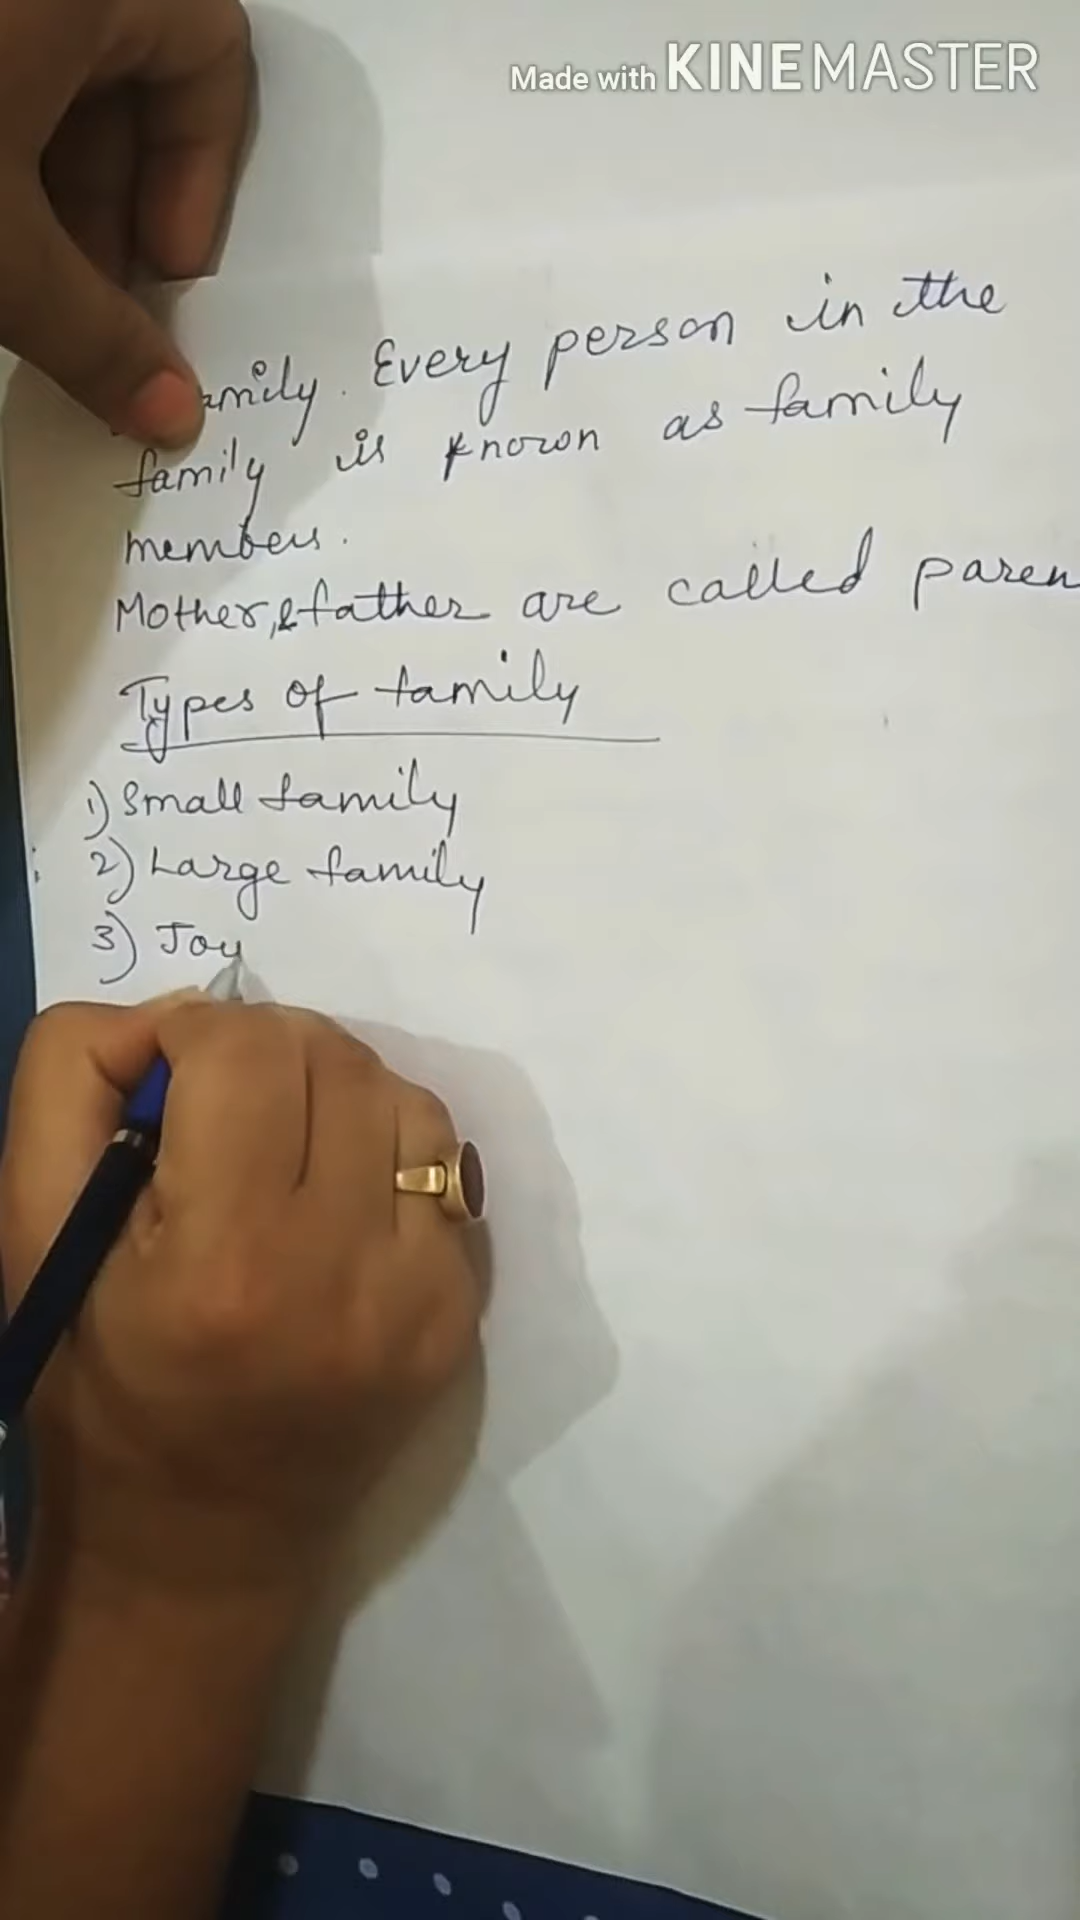 Made with KINEMASTER
family. Every person in the
family is known as family
members.
Mother, & father are called paren
Types of family
1) Small family
2) Large family
3) Joi